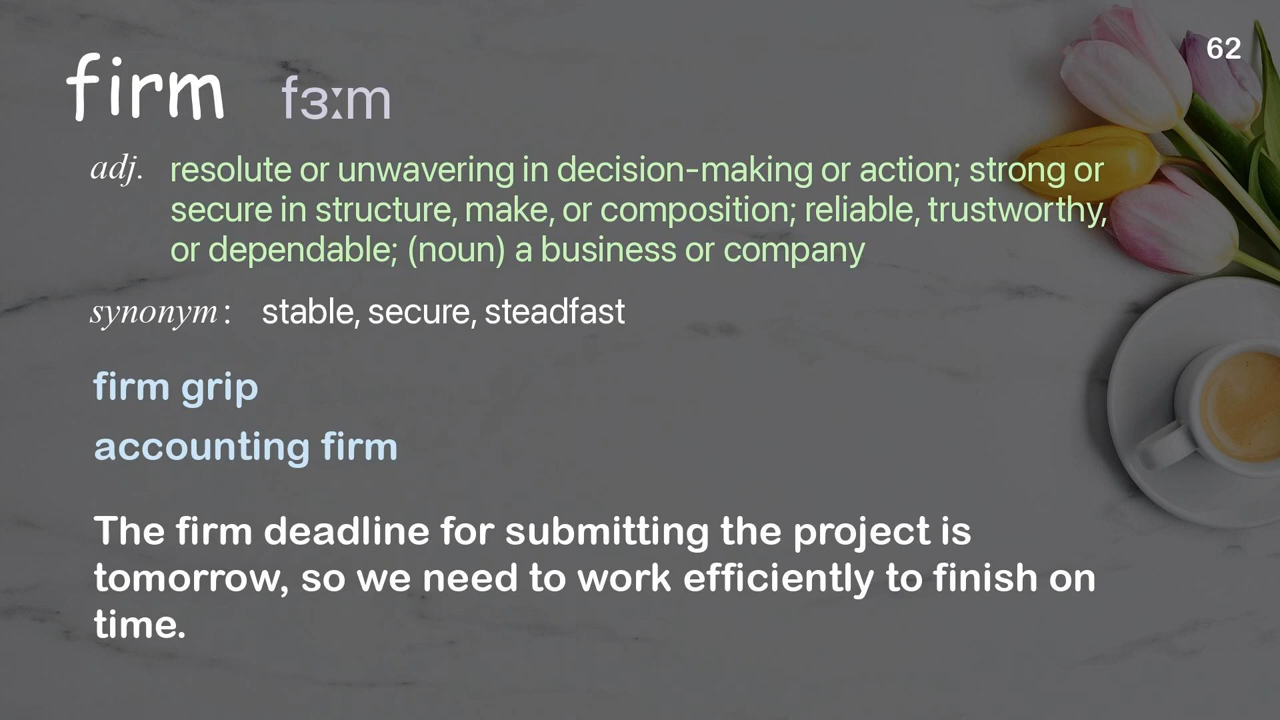 62
firm fɜːm
adj. resolute or unwavering in decision-making or action; strong or
secure in structure, make, or composition; reliable, trustworthy,
or dependable; (noun) a business or company
synonym: stable, secure, steadfast
firm grip
accounting firm
The firm deadline for submitting the project is
tomorrow, so we need to work efficiently to finish on
time.